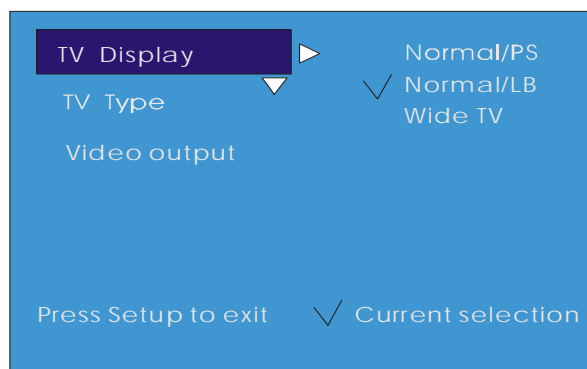 TV Display
Normal/PS
Normal/LB
TV Type
Wide TV
Video output
Press Setup to exit
Current selection